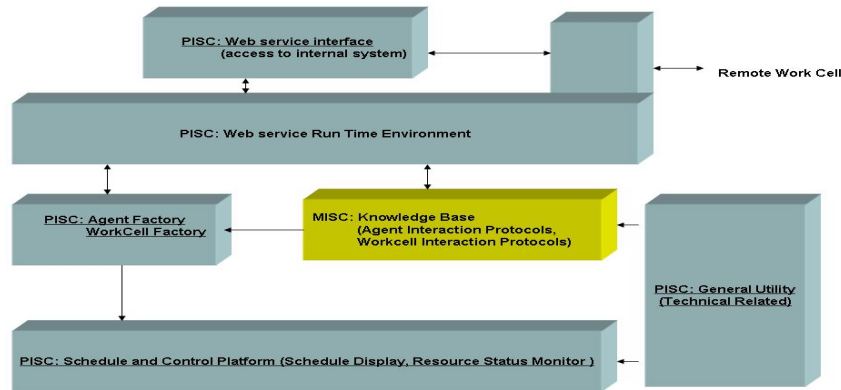 PISC: Web service interface
(access to internal system)
Remote Work Cell
PISC: Web service Run Time Environment
PISC: Agent Factory
WorkCell Factory
MISC: Knowledge Base
(Agent Interaction Protocols,
Workcell Interaction Protocols)
PISC: General Utility
(Technical Related)
PISC: Schedule and Control Platform (Schedule Display, Resource Status Monitor )